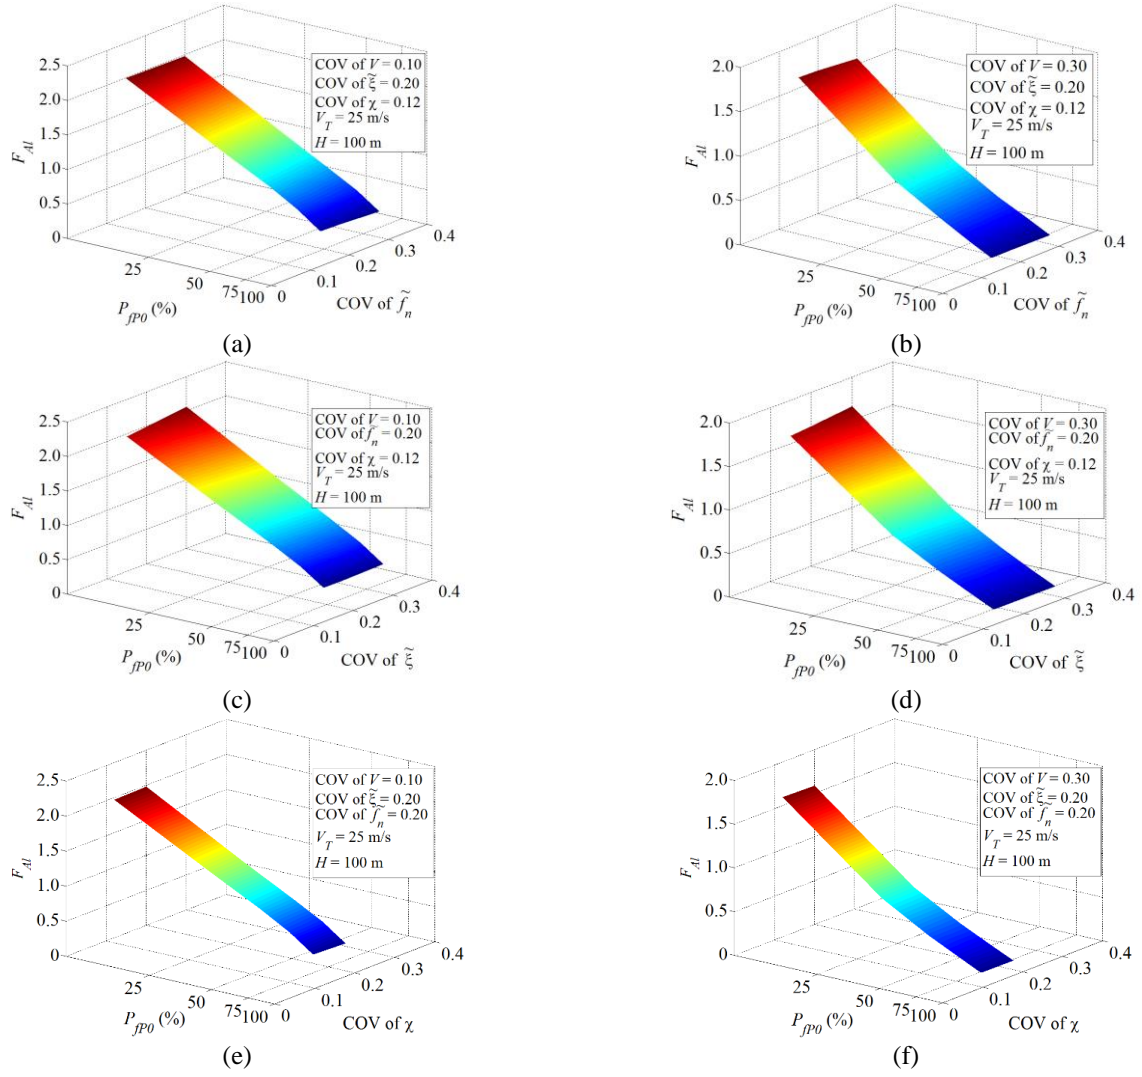 2.5
2.0
1.5
1.0
0.5
0
F_Al
COV of V = 0.10
COV of ξ̃ = 0.20
COV of χ = 0.12
V_T = 25 m/s
H = 100 m
25
50
75
100
P_fP0 (%)
0
0.1
0.2
0.3
0.4
COV of f̃_n
(a)
2.0
1.5
1.0
0.5
0
F_Al
COV of V = 0.30
COV of ξ̃ = 0.20
COV of χ = 0.12
V_T = 25 m/s
H = 100 m
25
50
75
100
P_fP0 (%)
0
0.1
0.2
0.3
0.4
COV of f̃_n
(b)
2.5
2.0
1.5
1.0
0.5
0
F_Al
COV of V = 0.10
COV of f̃_n = 0.20
COV of χ = 0.12
V_T = 25 m/s
H = 100 m
25
50
75
100
P_fP0 (%)
0
0.1
0.2
0.3
0.4
COV of ξ̃
(c)
2.0
1.5
1.0
0.5
0
F_Al
COV of V = 0.30
COV of f̃_n = 0.20
COV of χ = 0.12
V_T = 25 m/s
H = 100 m
25
50
75
100
P_fP0 (%)
0
0.1
0.2
0.3
0.4
COV of ξ̃
(d)
2.5
2.0
1.5
1.0
0.5
0
F_Al
COV of V = 0.10
COV of ξ̃ = 0.20
COV of f̃_n = 0.20
V_T = 25 m/s
H = 100 m
25
50
75
100
P_fP0 (%)
0
0.1
0.2
0.3
0.4
COV of χ
(e)
2.0
1.5
1.0
0.5
0
F_Al
COV of V = 0.30
COV of ξ̃ = 0.20
COV of f̃_n = 0.20
V_T = 25 m/s
H = 100 m
25
50
75
100
P_fP0 (%)
0
0.1
0.2
0.3
0.4
COV of χ
(f)